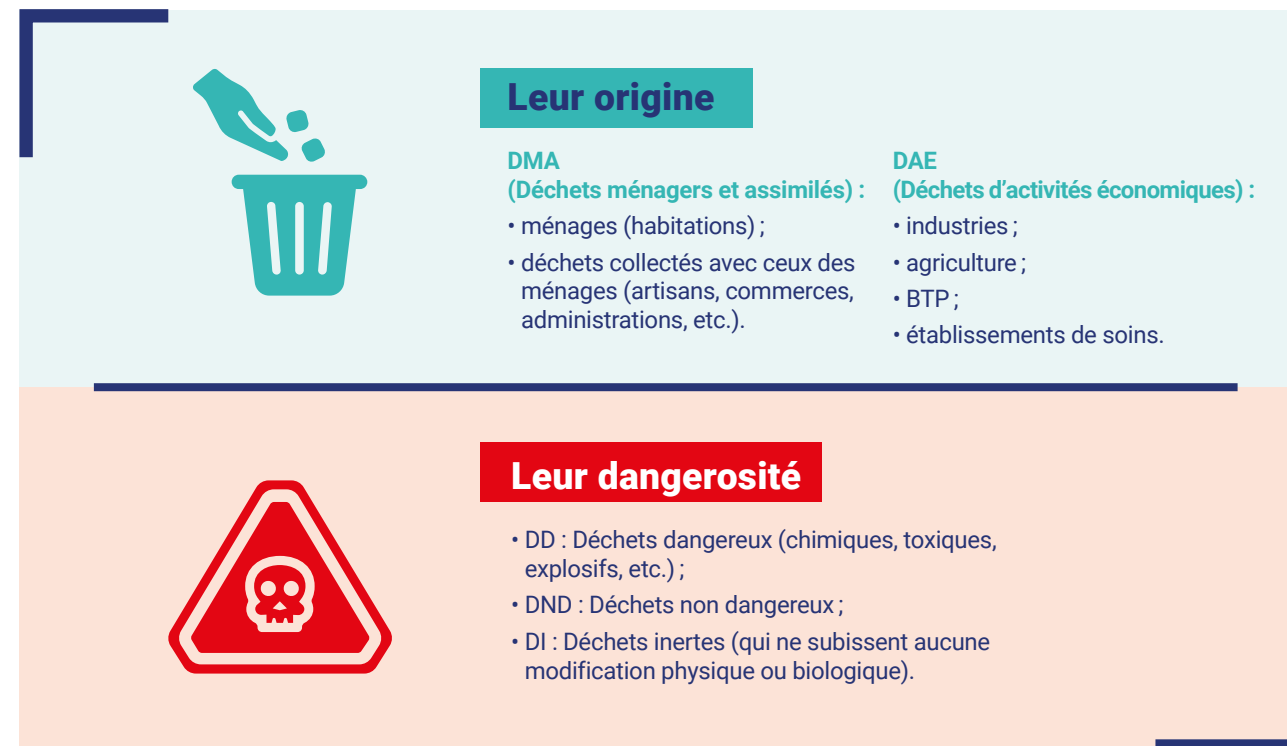 Leur origine
DMA
(Déchets ménagers et assimilés) :
• ménages (habitations) ;
• déchets collectés avec ceux des
ménages (artisans, commerces,
administrations, etc.).
DAE
(Déchets d’activités économiques) :
• industries ;
• agriculture ;
• BTP ;
• établissements de soins.
Leur dangerosité
• DD : Déchets dangereux (chimiques, toxiques,
explosifs, etc.) ;
• DND : Déchets non dangereux ;
• DI : Déchets inertes (qui ne subissent aucune
modification physique ou biologique).